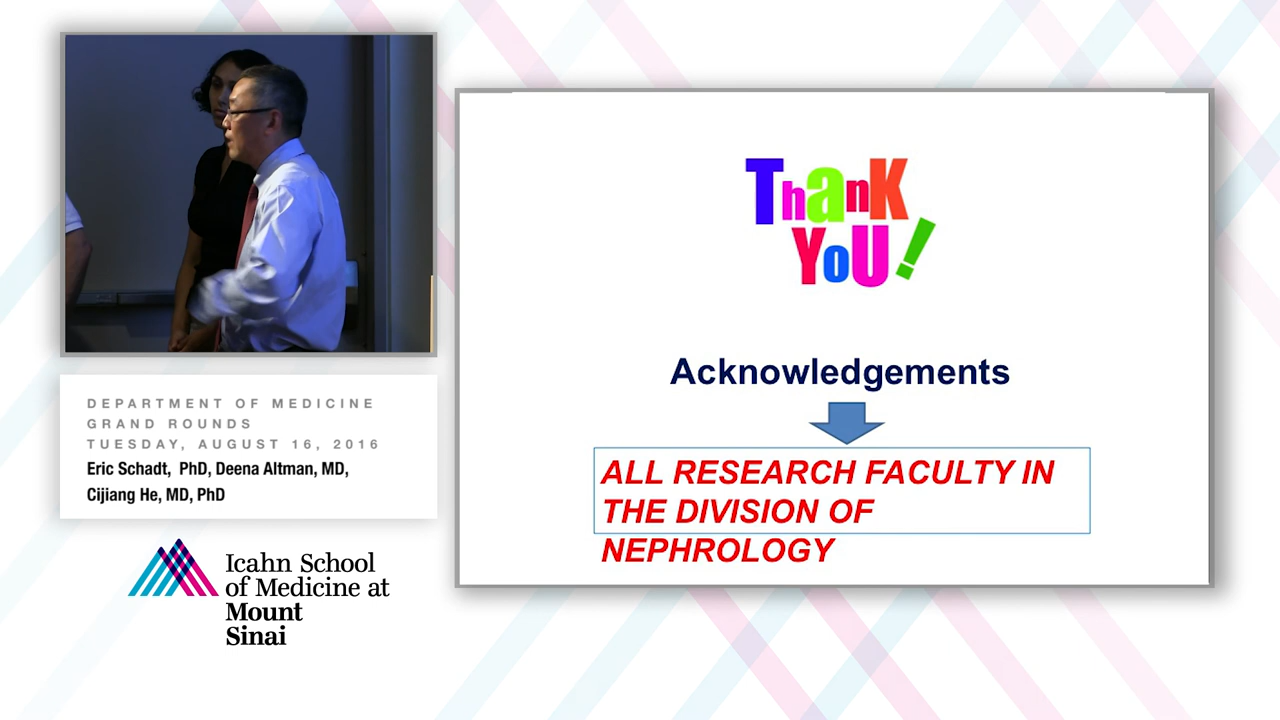 DEPARTMENT OF MEDICINE
GRAND ROUNDS
TUESDAY, AUGUST 16, 2016
Eric Schadt, PhD, Deena Altman, MD,
Cijiang He, MD, PhD
Icahn School
of Medicine at
Mount
Sinai
ThanK
YoU!
Acknowledgements
ALL RESEARCH FACULTY IN
THE DIVISION OF
NEPHROLOGY